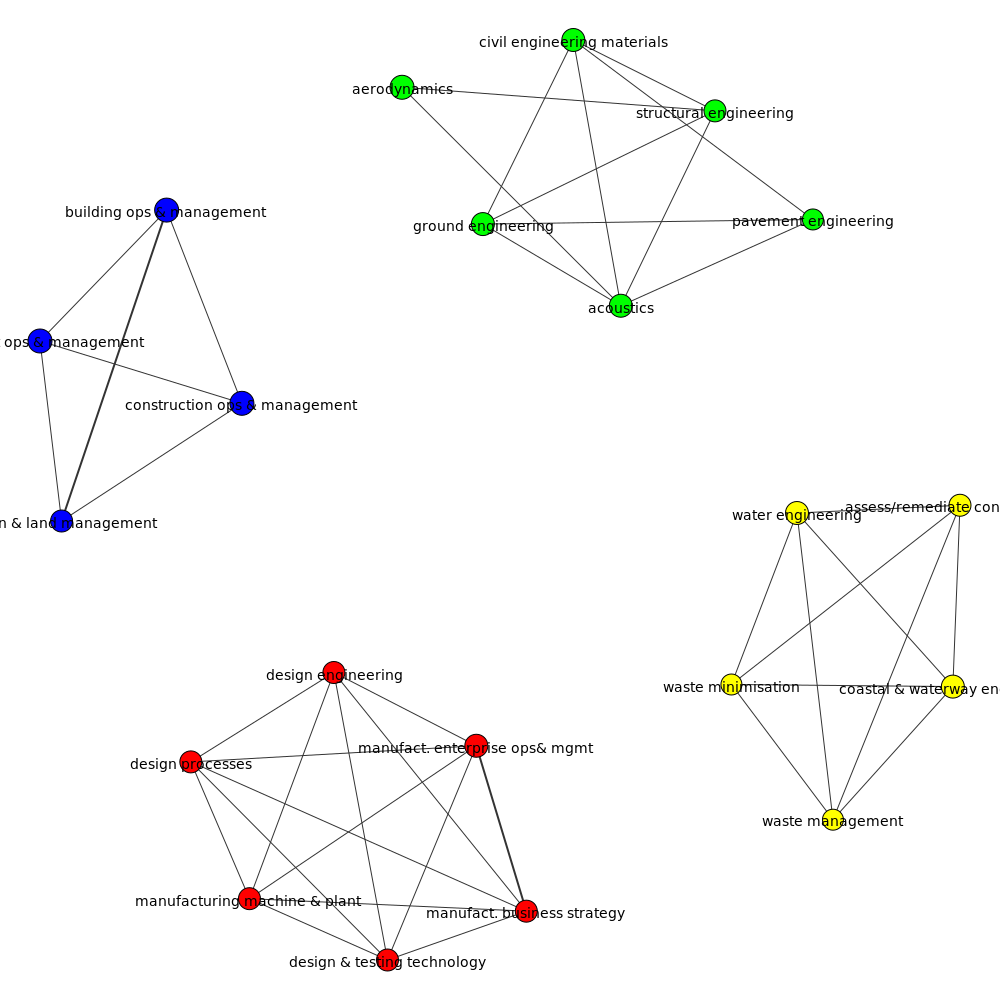 civil engineering materials
aerodynamics
structural engineering
building ops & management
pavement engineering
ground engineering
acoustics
ops & management
construction ops & management
assess/remediate con
water engineering
n & land management
design engineering
waste minimisation
coastal & waterway en
manufact. enterprise ops& mgmt
design processes
waste management
manufacturing machine & plant
manufact. business strategy
design & testing technology